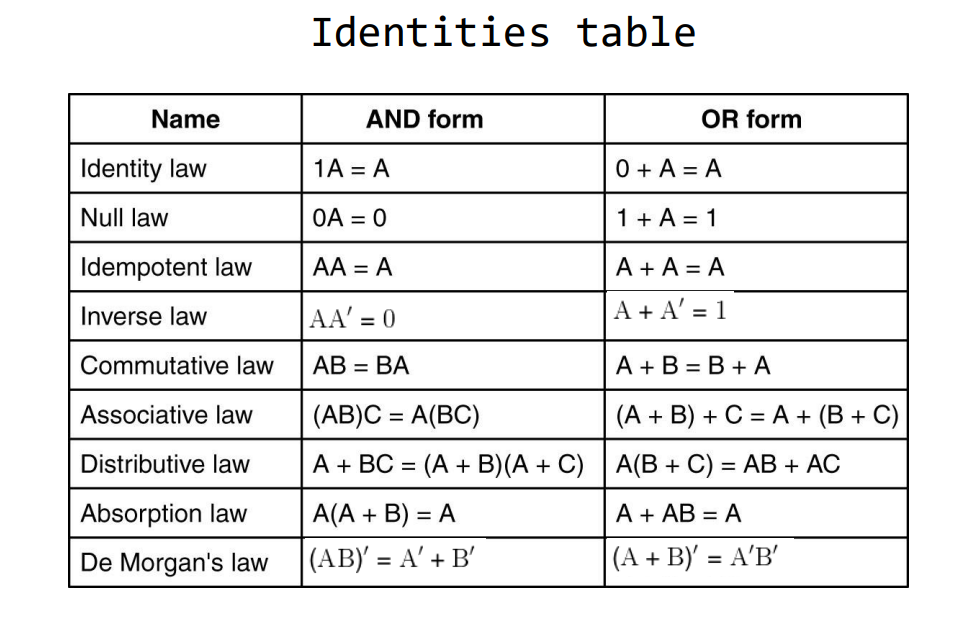 Identities table
Name AND form OR form
Identity law 1A = A 0 + A = A
Null law 0A = 0 1 + A = 1
Idempotent law AA = A A + A = A
Inverse law AA′ = 0 A + A′ = 1
Commutative law AB = BA A + B = B + A
Associative law (AB)C = A(BC) (A + B) + C = A + (B + C)
Distributive law A + BC = (A + B)(A + C) A(B + C) = AB + AC
Absorption law A(A + B) = A A + AB = A
De Morgan's law (AB)′ = A′ + B′ (A + B)′ = A′B′